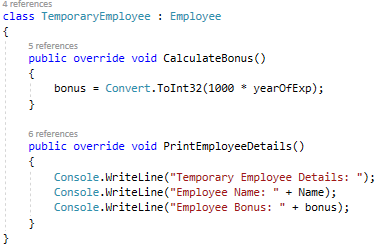 4 references
class TemporaryEmployee : Employee
{
5 references
public override void CalculateBonus()
{
bonus = Convert.ToInt32(1000 * yearOfExp);
}
6 references
public override void PrintEmployeeDetails()
{
Console.WriteLine("Temporary Employee Details: ");
Console.WriteLine("Employee Name: " + Name);
Console.WriteLine("Employee Bonus: " + bonus);
}
}